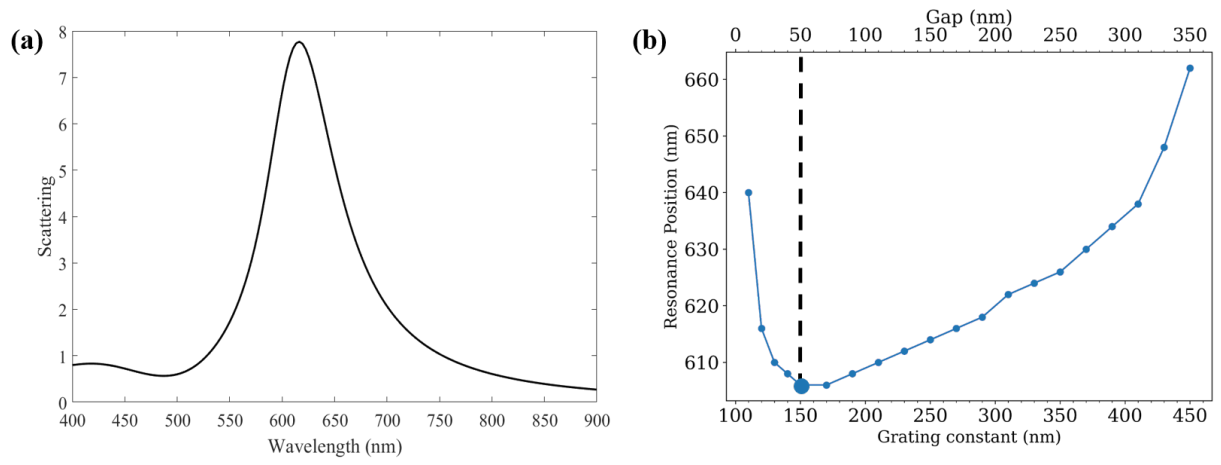 (a)
8
7
6
5
4
3
2
1
0
Scattering
400 450 500 550 600 650 700 750 800 850 900
Wavelength (nm)
(b)
Gap (nm)
0 50 100 150 200 250 300 350
660
650
640
630
620
610
Resonance Position (nm)
100 150 200 250 300 350 400 450
Grating constant (nm)